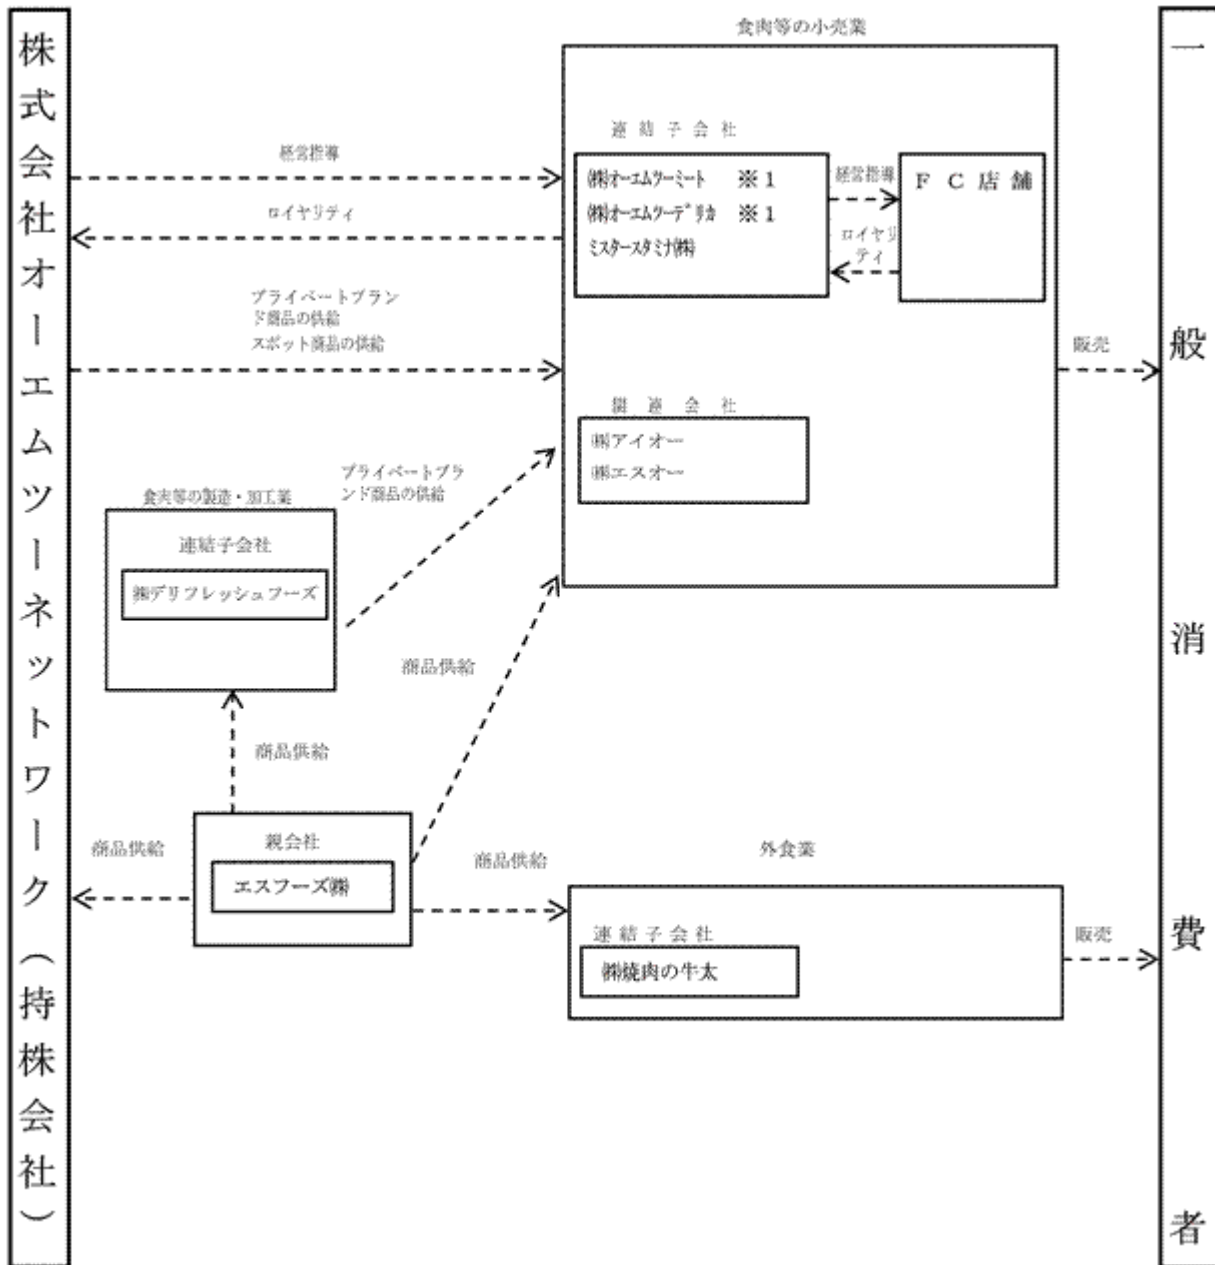 株式会社オーエムツーネットワーク（持株会社）
食肉等の小売業
連結子会社
㈱オーエムツーミート ※1
㈱オーエムツーデリカ ※1
ミスタースタミナ㈱
経営指導
ロイヤリ
ティ
FC店舗
経営指導
ロイヤリティ
プライベートブラン
ド商品の供給
スポット商品の供給
関連会社
㈱アイオー
㈱エスオー
販売
プライベートブラ
ンド商品の供給
食肉等の製造・加工業
連結子会社
㈱デリフレッシュフーズ
商品供給
商品供給
親会社
エスフーズ㈱
商品供給
商品供給
外食業
連結子会社
㈱焼肉の牛太
販売
一般消費者